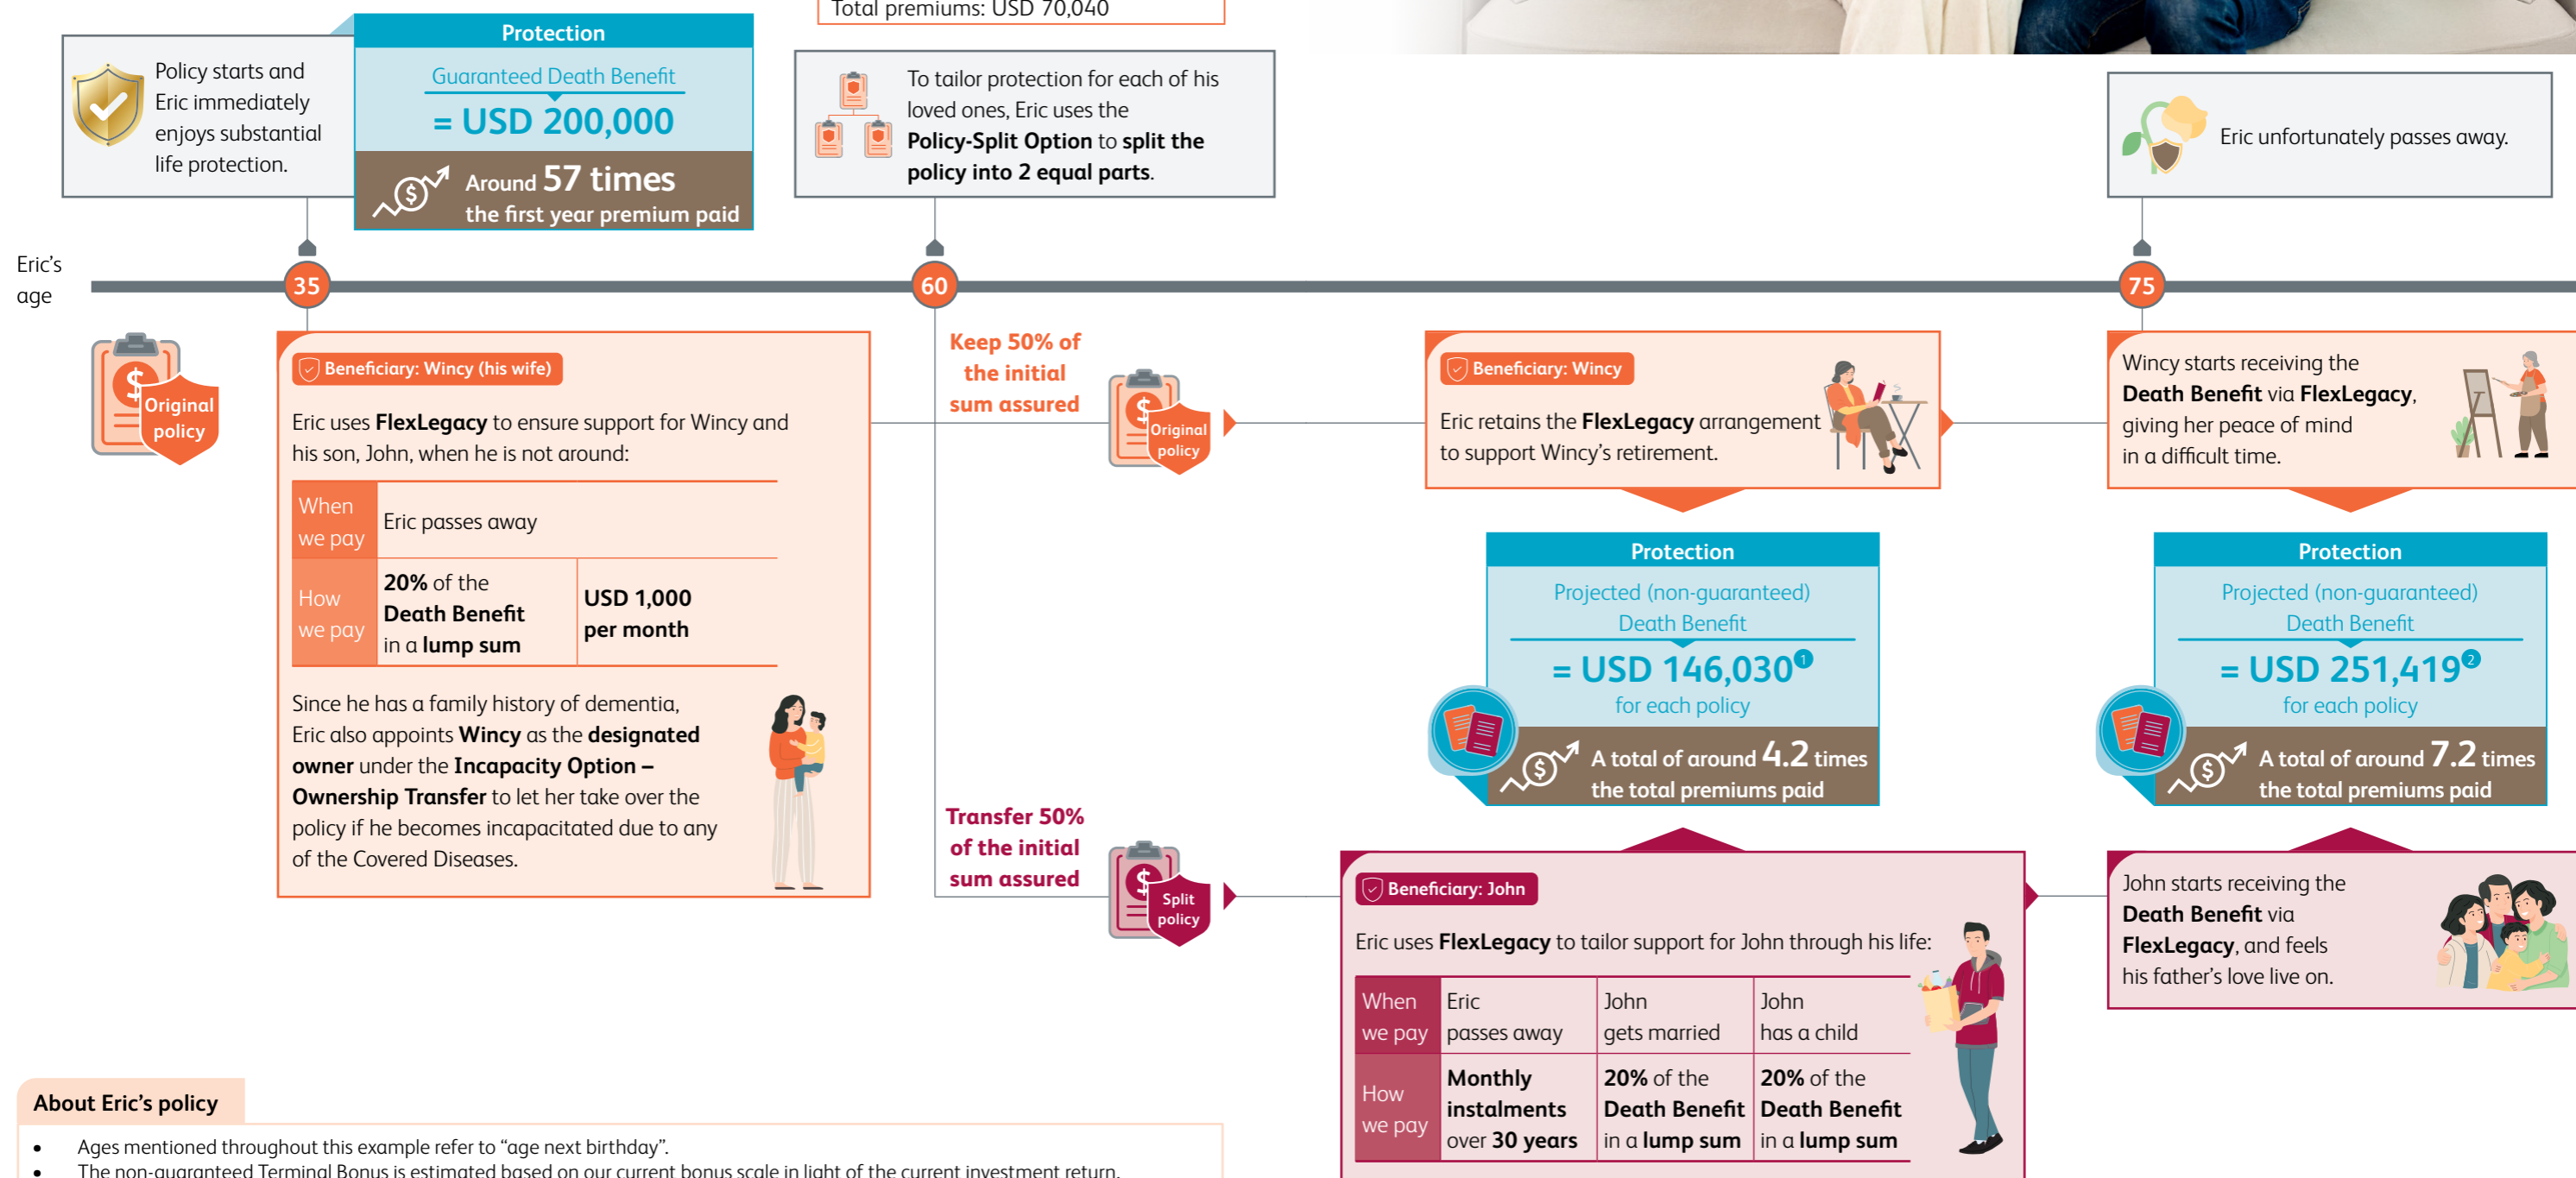 Total premiums: USD 70,040
Policy starts and
Eric immediately
enjoys substantial
life protection.
Protection
Guaranteed Death Benefit
= USD 200,000
Around 57 times
the first year premium paid
To tailor protection for each of his
loved ones, Eric uses the
Policy-Split Option to split the
policy into 2 equal parts.
Eric unfortunately passes away.
Eric's
age
35
60
75
Original
policy
Beneficiary: Wincy (his wife)
Eric uses FlexLegacy to ensure support for Wincy and
his son, John, when he is not around:
When
we pay
Eric passes away
How
we pay
20% of the
Death Benefit
in a lump sum
USD 1,000
per month
Since he has a family history of dementia,
Eric also appoints Wincy as the designated
owner under the Incapacity Option –
Ownership Transfer to let her take over the
policy if he becomes incapacitated due to any
of the Covered Diseases.
Keep 50% of
the initial
sum assured
Original
policy
Beneficiary: Wincy
Eric retains the FlexLegacy arrangement
to support Wincy's retirement.
Wincy starts receiving the
Death Benefit via FlexLegacy,
giving her peace of mind
in a difficult time.
Protection
Projected (non-guaranteed)
Death Benefit
= USD 146,030 1
for each policy
A total of around 4.2 times
the total premiums paid
Protection
Projected (non-guaranteed)
Death Benefit
= USD 251,419 2
for each policy
A total of around 7.2 times
the total premiums paid
Transfer 50%
of the initial
sum assured
Split
policy
Beneficiary: John
Eric uses FlexLegacy to tailor support for John through his life:
When
we pay
Eric
passes away
John
gets married
John
has a child
How
we pay
Monthly
instalments
over 30 years
20% of the
Death Benefit
in a lump sum
20% of the
Death Benefit
in a lump sum
John starts receiving the
Death Benefit via
FlexLegacy, and feels
his father's love live on.
About Eric's policy
• Ages mentioned throughout this example refer to “age next birthday”.
• The non-guaranteed Terminal Bonus is estimated based on our current bonus scale in light of the current investment return.